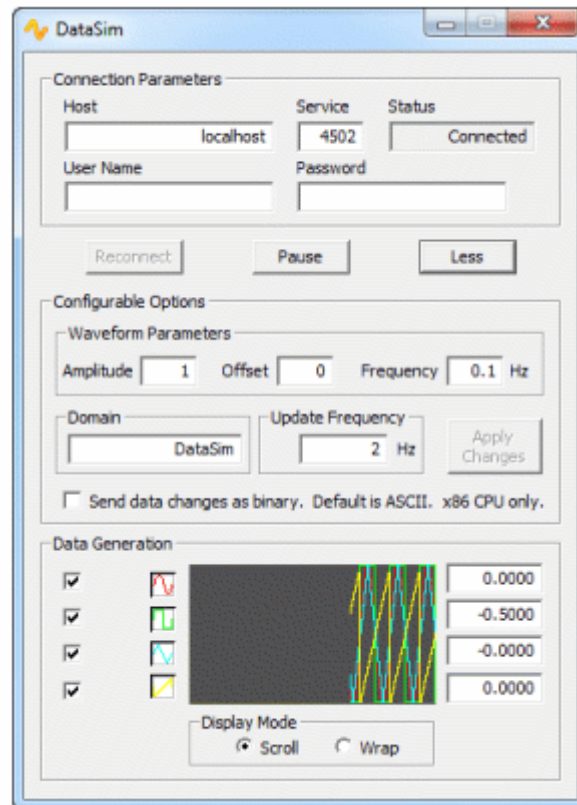 DataSim
Connection Parameters
Host Service Status
localhost 4502 Connected
User Name Password
Reconnect Pause Less
Configurable Options
Waveform Parameters
Amplitude 1 Offset 0 Frequency 0.1 Hz
Domain Update Frequency
DataSim 2 Hz Apply
Changes
Send data changes as binary. Default is ASCII. x86 CPU only.
Data Generation
0.0000
-0.5000
-0.0000
0.0000
Display Mode
Scroll Wrap